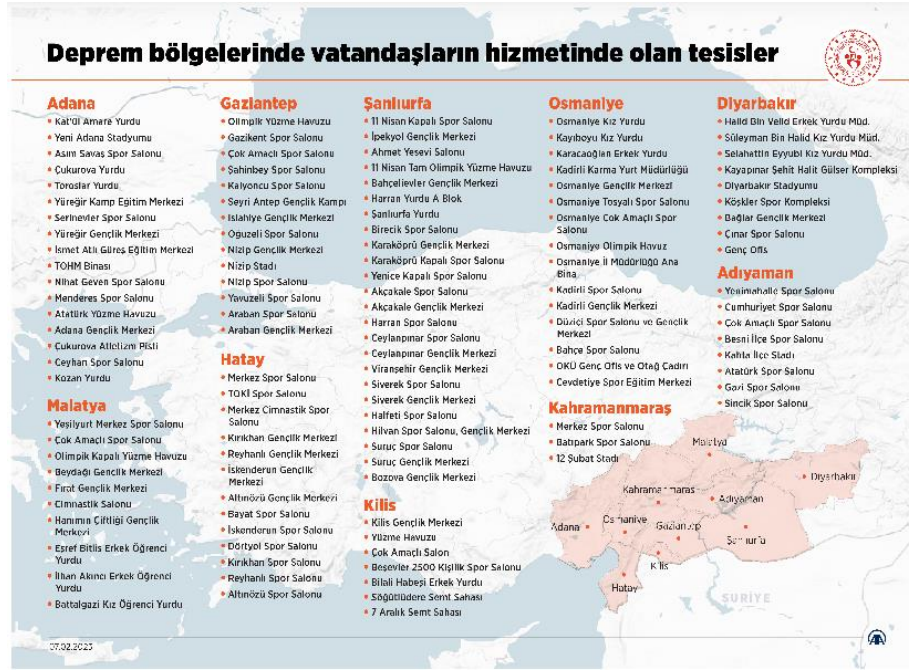 Deprem bölgelerinde vatandaşların hizmetinde olan tesisler
Adana
• Kat'ül Amare Yurdu
• Yeni Adana Stadyumu
• Asım Savaş Spor Salonu
• Çukurova Yurdu
• Toroslar Yurdu
• Yüreğir Kamp Eğitim Merkezi
• Serinevler Spor Salonu
• Yüreğir Gençlik Merkezi
• İsmet Atlı Güreş Eğitim Merkezi
• TOHM Binası
• Nihat Geven Spor Salonu
• Menderes Spor Salonu
• Atatürk Yüzme Havuzu
• Adana Gençlik Merkezi
• Çukurova Atletizm Pisti
• Ceyhan Spor Salonu
• Kozan Yurdu
Malatya
• Yeşilyurt Merkez Spor Salonu
• Çok Amaçlı Spor Salonu
• Olimpik Kapalı Yüzme Havuzu
• Beydağı Gençlik Merkezi
• Fırat Gençlik Merkezi
• Cimnastik Salonu
• Hanımın Çiftliği Gençlik
Merkezi
• Eşref Bitlis Erkek Öğrenci
Yurdu
• İlhan Akıncı Erkek Öğrenci
Yurdu
• Battalgazi Kız Öğrenci Yurdu
Gaziantep
• Olimpik Yüzme Havuzu
• Gazikent Spor Salonu
• Çok Amaçlı Spor Salonu
• Şahinbey Spor Salonu
• Kalyoncu Spor Salonu
• Seyri Antep Gençlik Kampı
• Islahiye Gençlik Merkezi
• Oğuzeli Spor Salonu
• Nizip Gençlik Merkezi
• Nizip Stadı
• Nizip Spor Salonu
• Yavuzeli Spor Salonu
• Araban Spor Salonu
• Araban Gençlik Merkezi
Hatay
• Merkez Spor Salonu
• TOKİ Spor Salonu
• Merkez Cimnastik Spor
Salonu
• Kırıkhan Gençlik Merkezi
• Reyhanlı Gençlik Merkezi
• İskenderun Gençlik
Merkezi
• Altınözü Gençlik Merkezi
• Bayat Spor Salonu
• İskenderun Spor Salonu
• Dörtyol Spor Salonu
• Kırıkhan Spor Salonu
• Reyhanlı Spor Salonu
• Altınözü Spor Salonu
Şanlıurfa
• 11 Nisan Kapalı Spor Salonu
• İpekyol Gençlik Merkezi
• Ahmet Yesevi Salonu
• 11 Nisan Tam Olimpik Yüzme Havuzu
• Bahçelievler Gençlik Merkezi
• Harran Yurdu A Blok
• Şanlıurfa Yurdu
• Birecik Spor Salonu
• Karaköprü Gençlik Merkezi
• Karaköprü Kapalı Spor Salonu
• Yenice Kapalı Spor Salonu
• Akçakale Spor Salonu
• Akçakale Gençlik Merkezi
• Harran Spor Salonu
• Ceylanpınar Spor Salonu
• Ceylanpınar Gençlik Merkezi
• Viranşehir Gençlik Merkezi
• Siverek Spor Salonu
• Siverek Gençlik Merkezi
• Halfeti Spor Salonu
• Hilvan Spor Salonu, Gençlik Merkezi
• Suruç Spor Salonu
• Suruç Gençlik Merkezi
• Bozova Gençlik Merkezi
Kilis
• Kilis Gençlik Merkezi
• Yüzme Havuzu
• Çok Amaçlı Salon
• Beşevler 2500 Kişilik Spor Salonu
• Bilali Habeşi Erkek Yurdu
• Söğütlüdere Semt Sahası
• 7 Aralık Semt Sahası
Osmaniye
• Osmaniye Kız Yurdu
• Kayıboyu Kız Yurdu
• Karacaoğlan Erkek Yurdu
• Kadirli Karma Yurt Müdürlüğü
• Osmaniye Gençlik Merkezi
• Osmaniye Tosyalı Spor Salonu
• Osmaniye Çok Amaçlı Spor
Salonu
• Osmaniye Olimpik Havuz
• Osmaniye İl Müdürlüğü Ana
Bina
• Kadirli Spor Salonu
• Kadirli Gençlik Merkezi
• Düziçi Spor Salonu ve Gençlik
Merkezi
• Bahçe Spor Salonu
• OKÜ Genç Ofis ve Otağ Çadırı
• Cevdetiye Spor Eğitim Merkezi
Kahramanmaraş
• Merkez Spor Salonu
• Batıpark Spor Salonu
• 12 Şubat Stadı
Diyarbakır
• Halid Bin Velid Erkek Yurdu Müd.
• Süleyman Bin Halid Kız Yurdu Müd.
• Selahattin Eyyubi Kız Yurdu Müd.
• Kayapınar Şehit Halit Gülser Kompleksi
• Diyarbakır Stadyumu
• Köşkler Spor Kompleksi
• Bağlar Gençlik Merkezi
• Çınar Spor Salonu
• Genç Ofis
Adıyaman
• Yenimahalle Spor Salonu
• Cumhuriyet Spor Salonu
• Çok Amaçlı Spor Salonu
• Besni İlçe Spor Salonu
• Kahta İlçe Stadı
• Atatürk Spor Salonu
• Gazi Spor Salonu
• Sincik Spor Salonu
Malatya
Diyarbakır
Kahramanmaraş
Adıyaman
Adana
Osmaniye
Gaziantep
Şanlıurfa
Kilis
Hatay
SURİYE
07.02.2023
AA